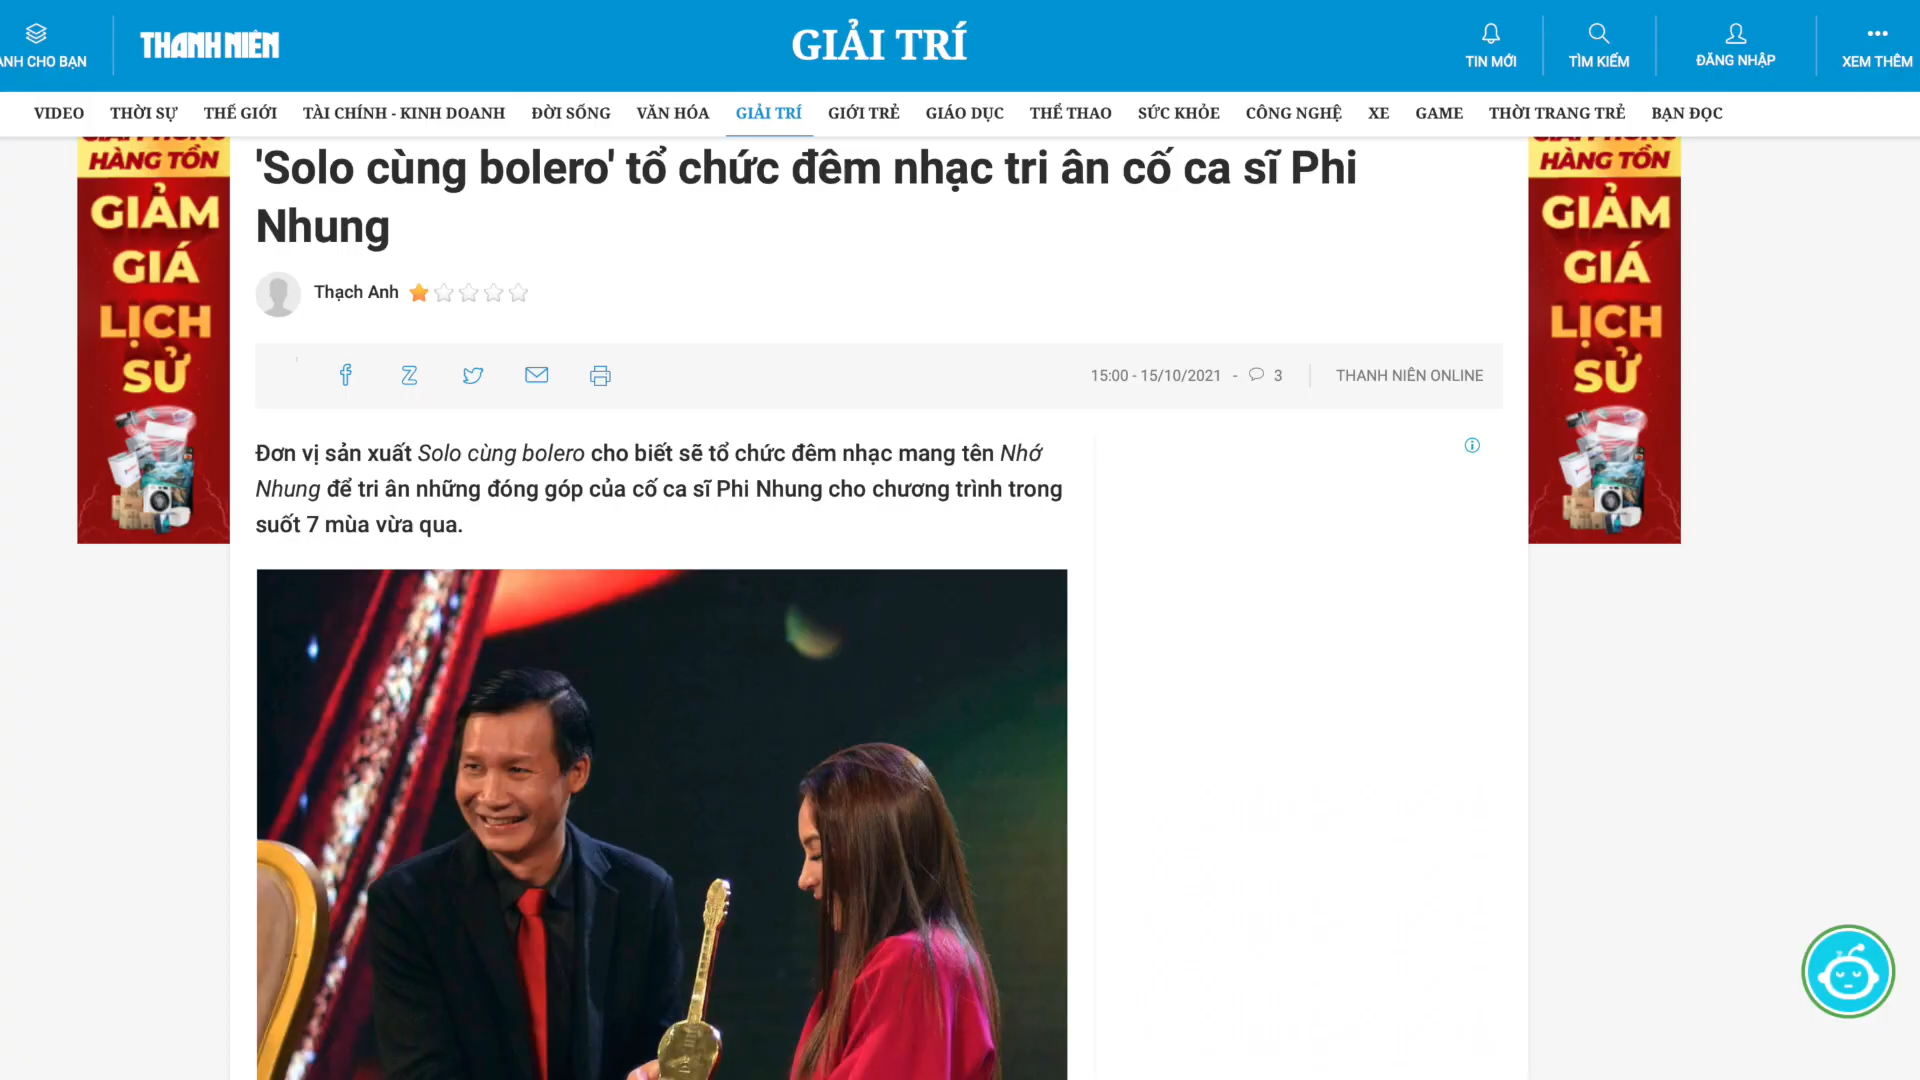 ANH CHO BẠN
THANH NIÊN
GIẢI TRÍ
TIN MỚI
TÌM KIẾM
ĐĂNG NHẬP
XEM THÊM
VIDEO THỜI SỰ THẾ GIỚI TÀI CHÍNH - KINH DOANH ĐỜI SỐNG VĂN HÓA GIẢI TRÍ GIỚI TRẺ GIÁO DỤC THỂ THAO SỨC KHỎE CÔNG NGHỆ XE GAME THỜI TRANG TRẺ BẠN ĐỌC
HÀNG TỒN
GIẢM
GIÁ
LỊCH
SỬ
'Solo cùng bolero' tổ chức đêm nhạc tri ân cố ca sĩ Phi
Nhung
Thạch Anh
15:00 - 15/10/2021 - 3 THANH NIÊN ONLINE
Đơn vị sản xuất Solo cùng bolero cho biết sẽ tổ chức đêm nhạc mang tên Nhớ
Nhung để tri ân những đóng góp của cố ca sĩ Phi Nhung cho chương trình trong
suốt 7 mùa vừa qua.
HÀNG TỒN
GIẢM
GIÁ
LỊCH
SỬ